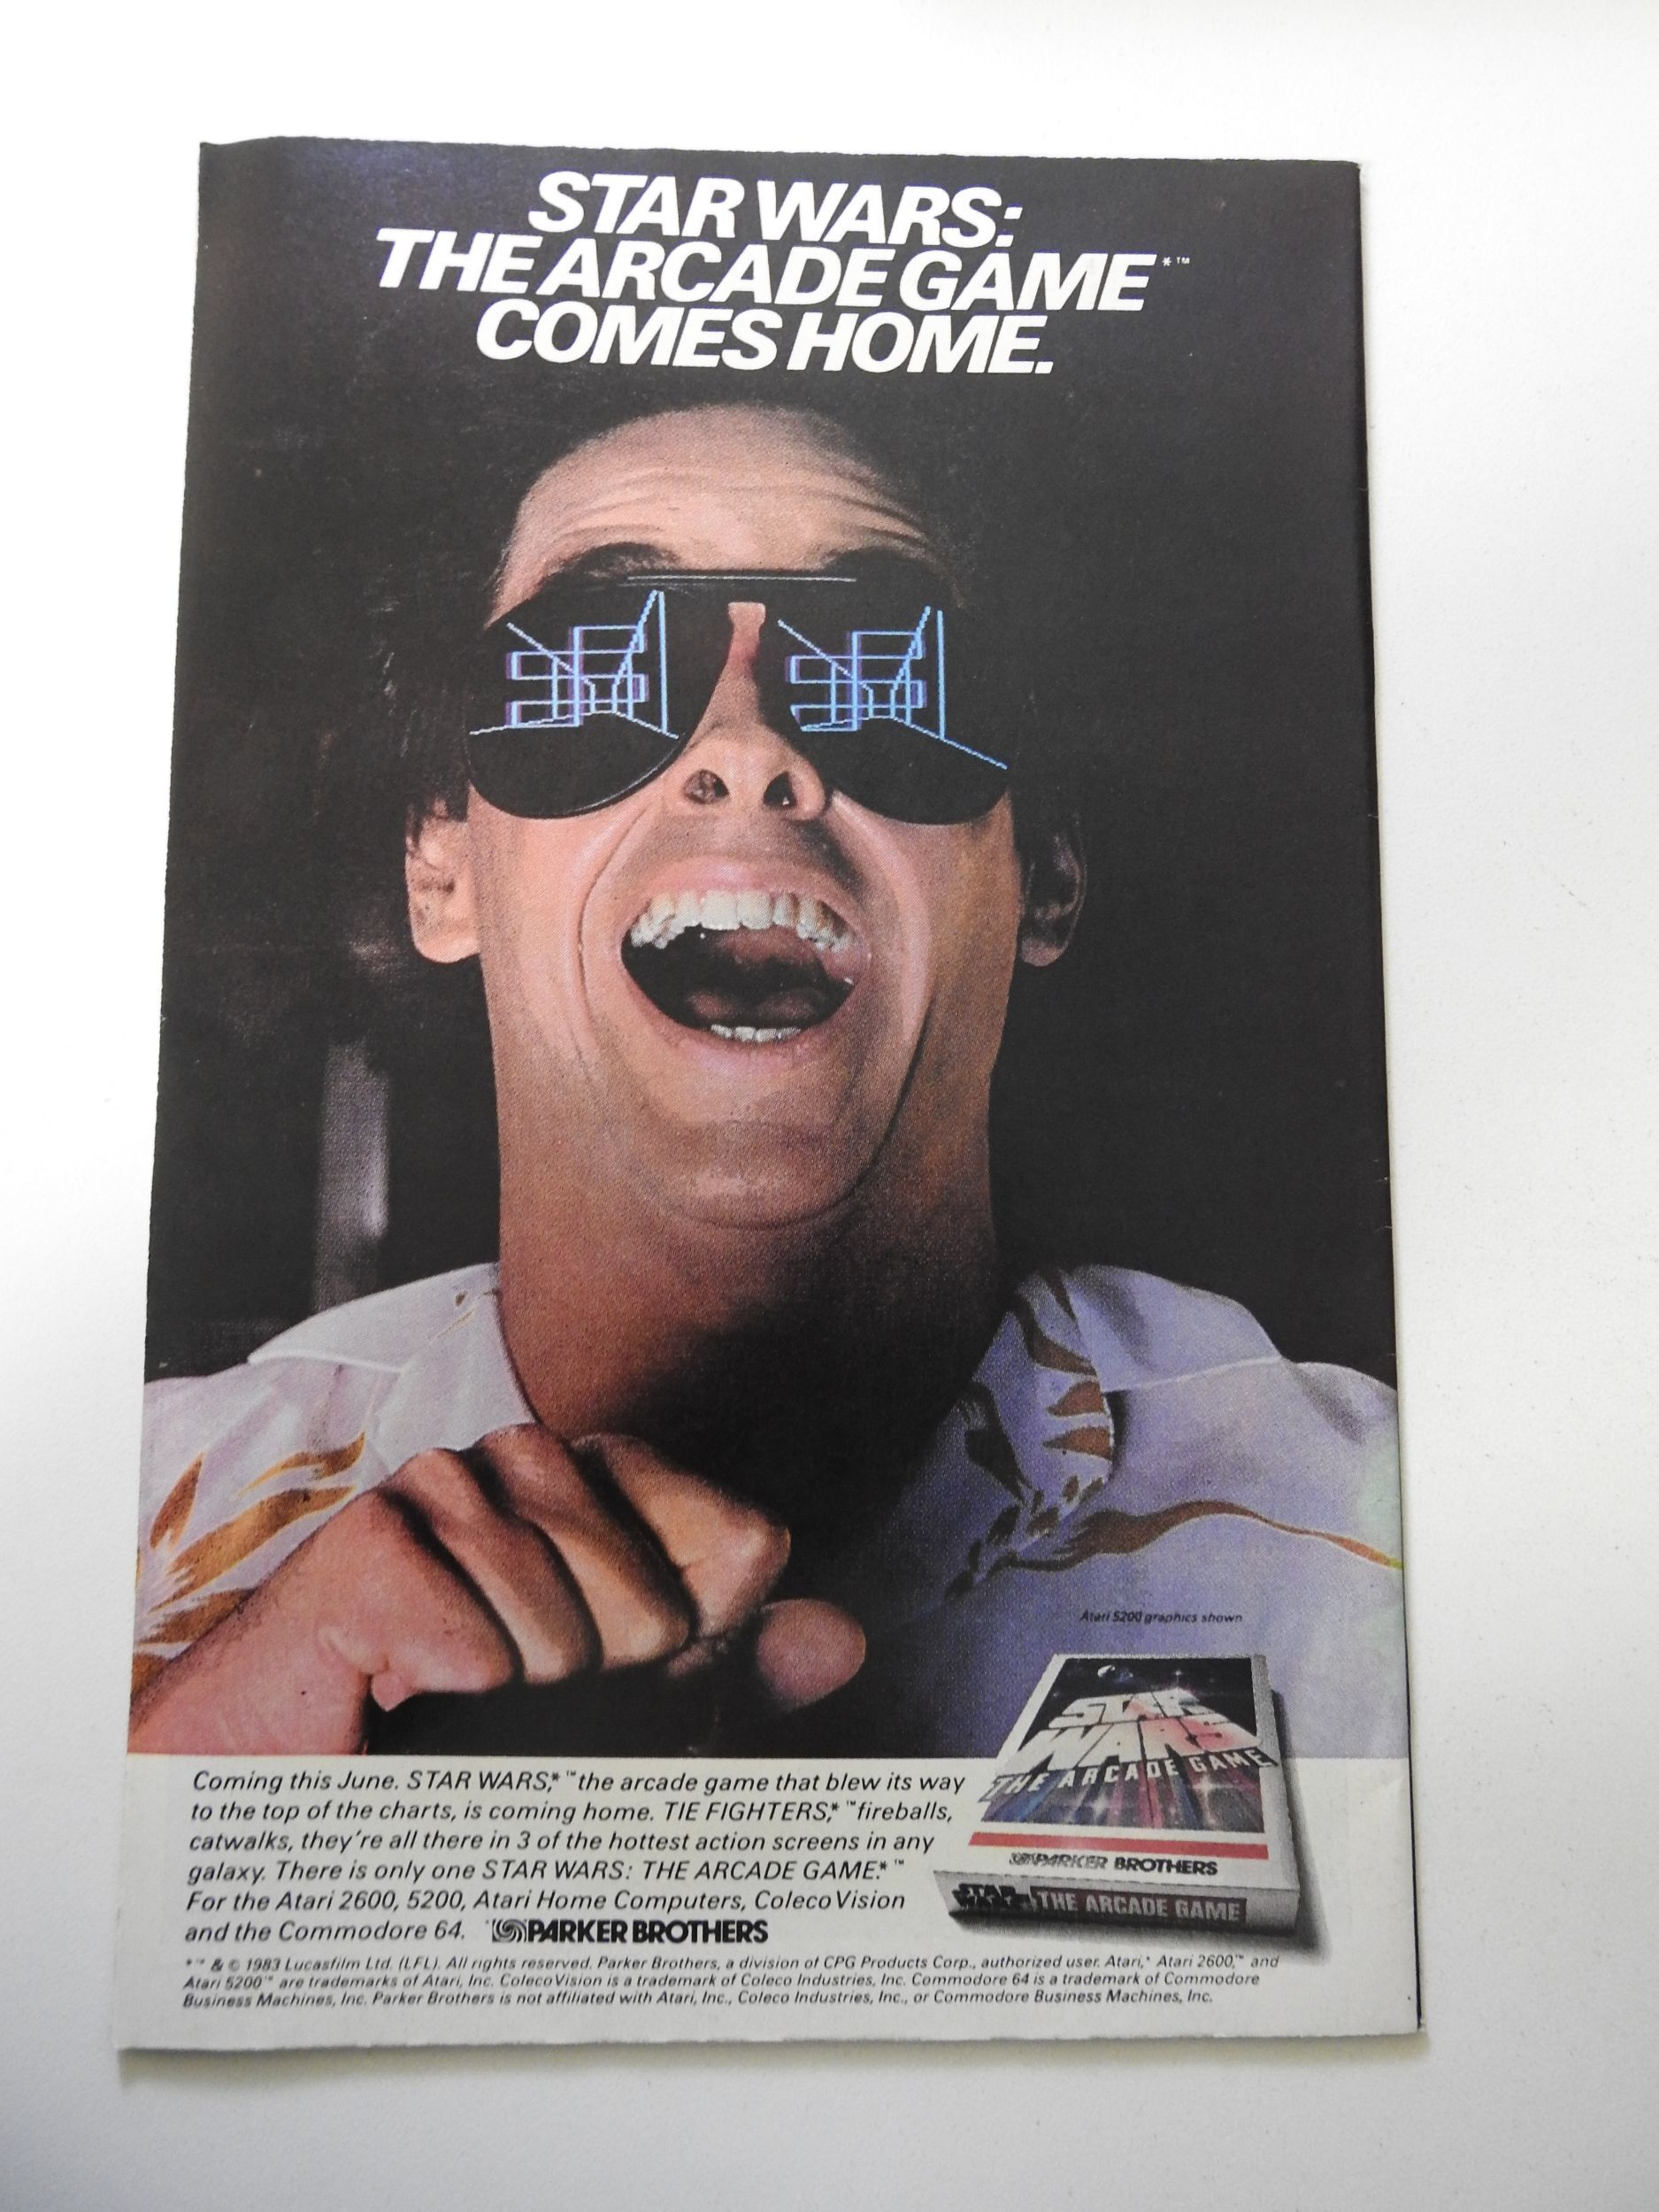 STAR WARS:
THE ARCADE GAME*™
COMES HOME.
Atari 5200 graphics shown
STAR
WARS
THE ARCADE GAME
PARKER BROTHERS
STAR
WARS THE ARCADE GAME
Coming this June. STAR WARS,*™ the arcade game that blew its way
to the top of the charts, is coming home. TIE FIGHTERS,*™ fireballs,
catwalks, they're all there in 3 of the hottest action screens in any
galaxy. There is only one STAR WARS: THE ARCADE GAME.*™
For the Atari 2600, 5200, Atari Home Computers, ColecoVision
and the Commodore 64. PARKER BROTHERS
*™ & © 1983 Lucasfilm Ltd. (LFL). All rights reserved. Parker Brothers, a division of CPG Products Corp., authorized user. Atari,* Atari 2600,™ and
Atari 5200™ are trademarks of Atari, Inc. ColecoVision is a trademark of Coleco Industries, Inc. Commodore 64 is a trademark of Commodore
Business Machines, Inc. Parker Brothers is not affiliated with Atari, Inc., Coleco Industries, Inc., or Commodore Business Machines, Inc.